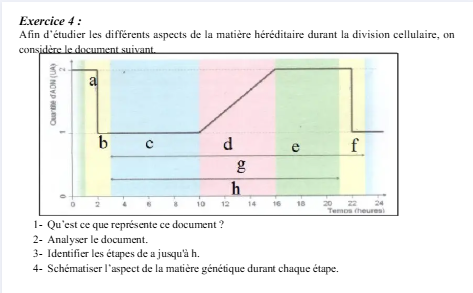 Exercice 4 :
Afin d'étudier les différents aspects de la matière héréditaire durant la division cellulaire, on
considère le document suivant.
Quantité d'ADN (UA)
2
a
1
b c d e f
g
h
0
0 2 4 6 8 10 12 14 16 18 20 22 24
Temps (heures)
1- Qu'est ce que représente ce document ?
2- Analyser le document.
3- Identifier les étapes de a jusqu'à h.
4- Schématiser l'aspect de la matière génétique durant chaque étape.